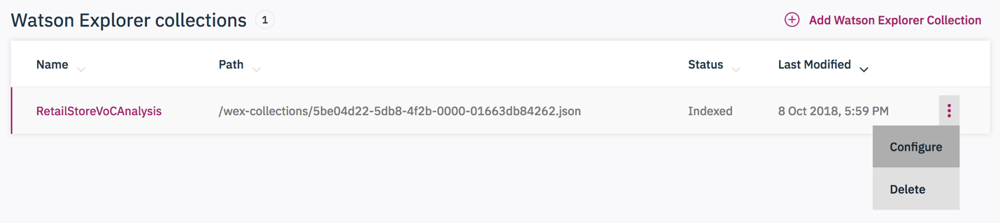 Watson Explorer collections 1 Add Watson Explorer Collection
Name Path Status Last Modified
RetailStoreVoCAnalysis /wex-collections/5be04d22-5db8-4f2b-0000-01663db84262.json Indexed 8 Oct 2018, 5:59 PM
Configure
Delete